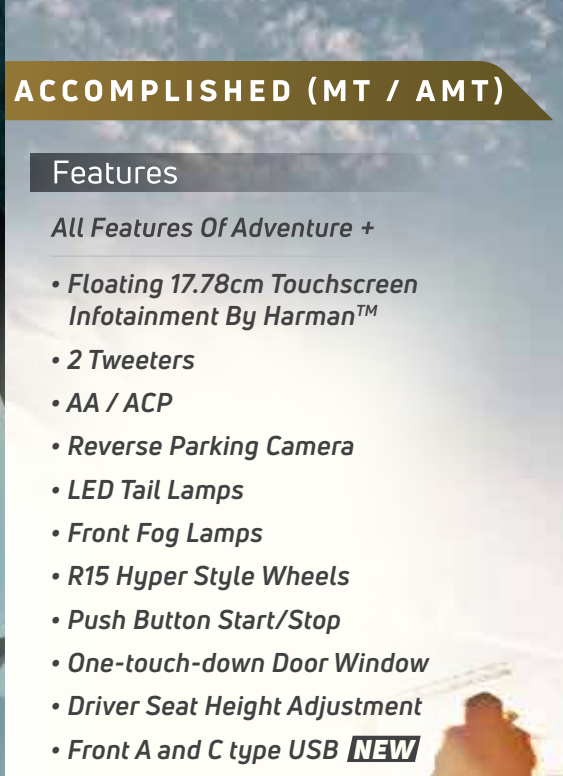 ACCOMPLISHED (MT / AMT)
Features
All Features Of Adventure +
• Floating 17.78cm Touchscreen
Infotainment By Harman™
• 2 Tweeters
• AA / ACP
• Reverse Parking Camera
• LED Tail Lamps
• Front Fog Lamps
• R15 Hyper Style Wheels
• Push Button Start/Stop
• One-touch-down Door Window
• Driver Seat Height Adjustment
• Front A and C type USB NEW